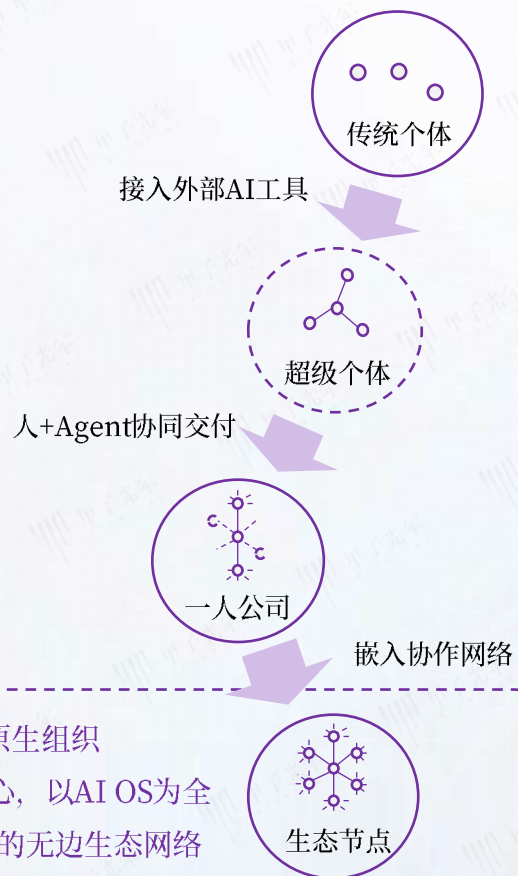 传统个体
接入外部AI工具
超级个体
人+Agent协同交付
一人公司
嵌入协作网络
原生组织
心，以AI OS为全
的无边生态网络
生态节点